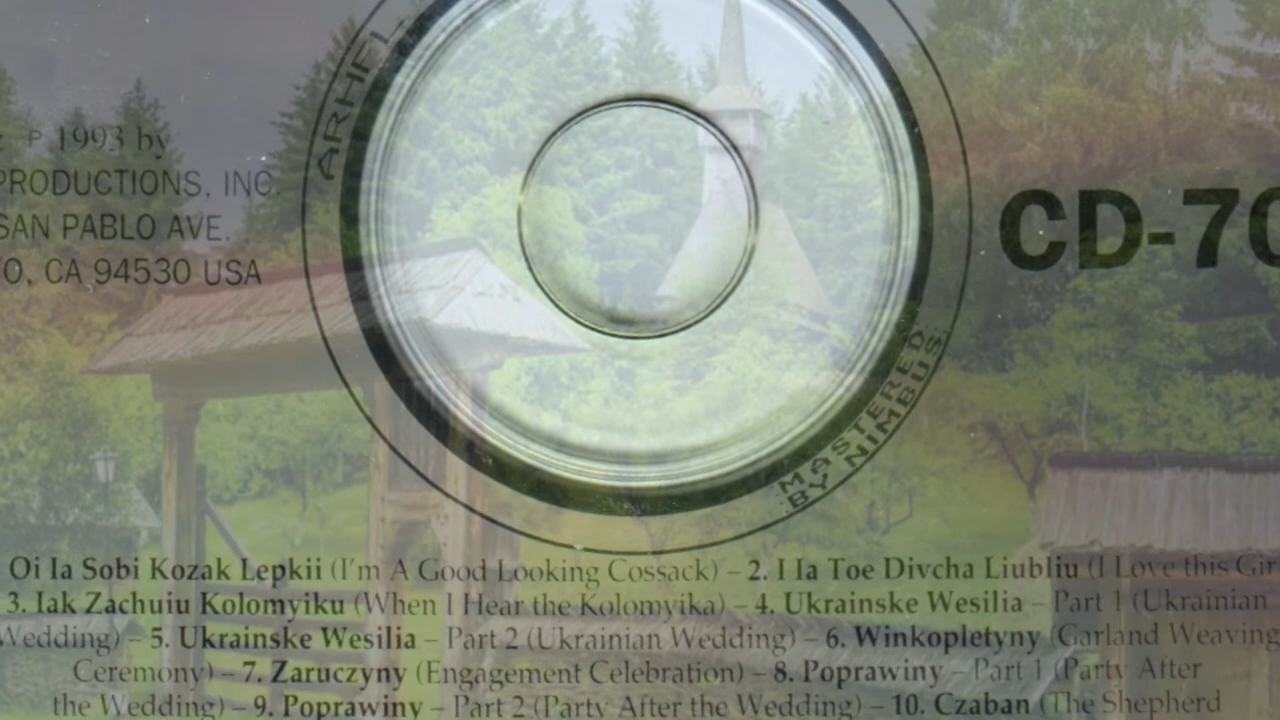 ℗ 1993 by
PRODUCTIONS, INC.
SAN PABLO AVE.
O, CA 94530 USA
ARHFL
CD-70
MASTERED
BY NIMBUS
Oi Ia Sobi Kozak Lepkii (I'm A Good Looking Cossack) – 2. I Ia Toe Divcha Liubliu (I Love this Gir
3. Iak Zachuiu Kolomyiku (When I Hear the Kolomyika) – 4. Ukrainske Wesilia – Part 1 (Ukrainian
Wedding) – 5. Ukrainske Wesilia – Part 2 (Ukrainian Wedding) – 6. Winkopletyny (Garland Weaving
Ceremony) – 7. Zaruczyny (Engagement Celebration) – 8. Poprawiny – Part 1 (Party After
the Wedding) – 9. Poprawiny – Part 2 (Party After the Wedding) – 10. Czaban (The Shepherd